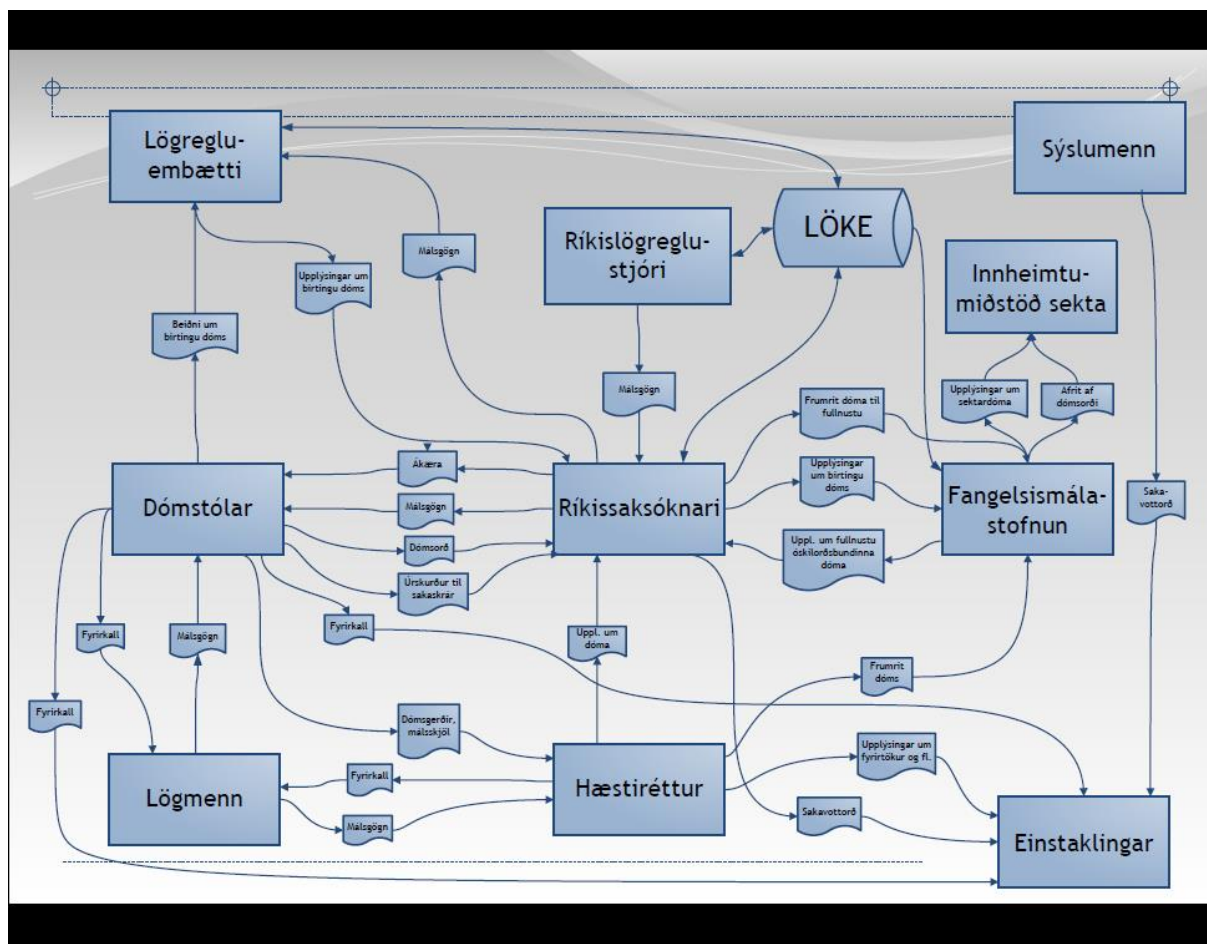 Lögreglu-
embætti
Sýslumenn
LÖKE
Ríkislögreglu-
stjóri
Málsgögn
Innheimtu-
miðstöð sekta
Upplýsingar um
birtingu dóms
Beiðni um
birtingu dóms
Málsgögn
Upplýsingar um
sektardóma
Afrit af
dómsorði
Frumrit dóma til
fullnustu
Ákæra
Dómstólar
Ríkissaksóknari
Upplýsingar
um birtingu
dóms
Fangelsismála-
stofnun
Saka-
vottorð
Málsgögn
Dómsorð
Uppl. um fullnustu
óskilorðsbundinna
dóma
Úrskurður til
sakaskrár
Fyrirkall
Fyrirkall
Málsgögn
Uppl. um
dóma
Frumrit
dóms
Fyrirkall
Dómsgerðir,
málsskjöl
Upplýsingar um
fyrirtökur og fl.
Lögmenn
Fyrirkall
Hæstiréttur
Málsgögn
Sakavottorð
Einstaklingar